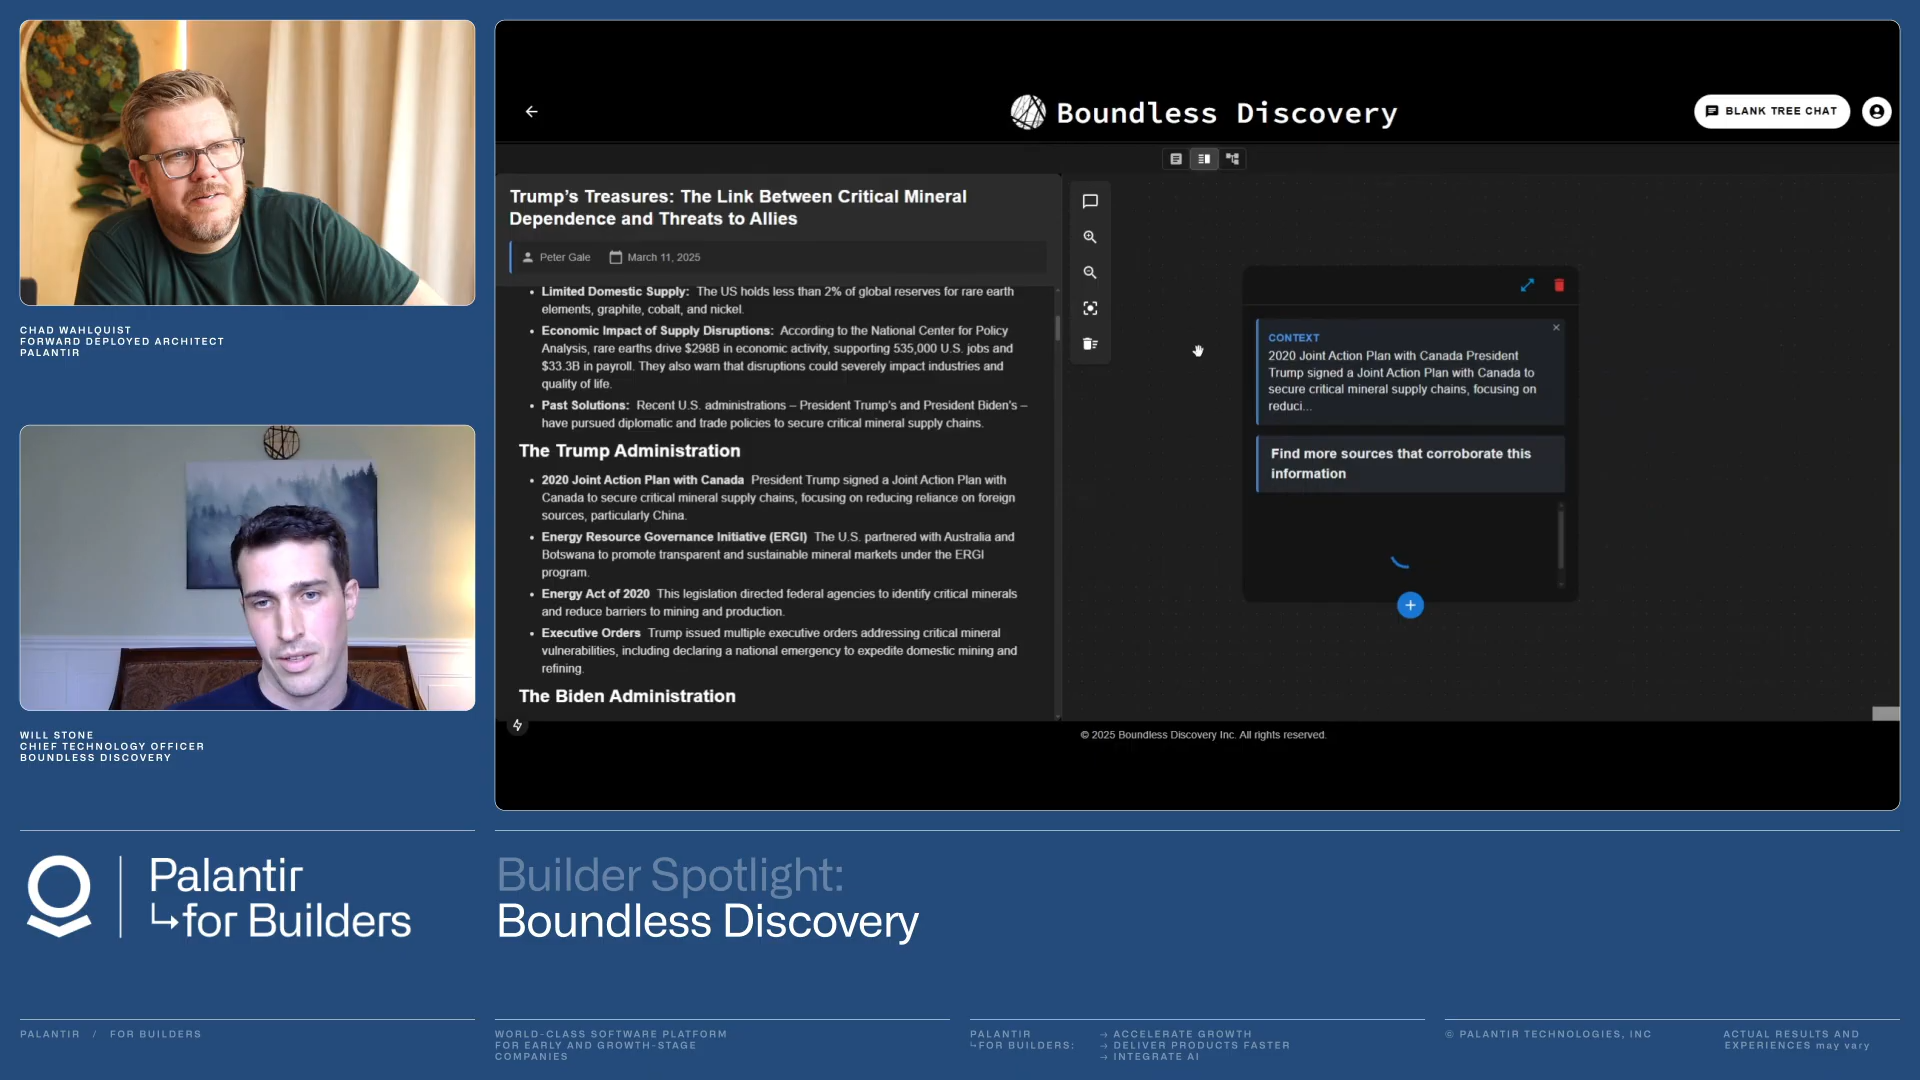 CHAD WAHLQUIST
FORWARD DEPLOYED ARCHITECT
PALANTIR
WILL STONE
CHIEF TECHNOLOGY OFFICER
BOUNDLESS DISCOVERY
Boundless Discovery
BLANK TREE CHAT
Trump’s Treasures: The Link Between Critical Mineral
Dependence and Threats to Allies
Peter Gale
March 11, 2025
• Limited Domestic Supply: The US holds less than 2% of global reserves for rare earth
elements, graphite, cobalt, and nickel.
• Economic Impact of Supply Disruptions: According to the National Center for Policy
Analysis, rare earths drive $298B in economic activity, supporting 535,000 U.S. jobs and
$33.3B in payroll. They also warn that disruptions could severely impact industries and
quality of life.
• Past Solutions: Recent U.S. administrations – President Trump’s and President Biden’s –
have pursued diplomatic and trade policies to secure critical mineral supply chains.
The Trump Administration
• 2020 Joint Action Plan with Canada President Trump signed a Joint Action Plan with
Canada to secure critical mineral supply chains, focusing on reducing reliance on foreign
sources, particularly China.
• Energy Resource Governance Initiative (ERGI) The U.S. partnered with Australia and
Botswana to promote transparent and sustainable mineral markets under the ERGI
program.
• Energy Act of 2020 This legislation directed federal agencies to identify critical minerals
and reduce barriers to mining and production.
• Executive Orders Trump issued multiple executive orders addressing critical mineral
vulnerabilities, including declaring a national emergency to expedite domestic mining and
refining.
The Biden Administration
CONTEXT
2020 Joint Action Plan with Canada President
Trump signed a Joint Action Plan with Canada to
secure critical mineral supply chains, focusing on
reduci...
Find more sources that corroborate this
information
© 2025 Boundless Discovery Inc. All rights reserved.
Palantir
↳for Builders
Builder Spotlight:
Boundless Discovery
PALANTIR / FOR BUILDERS
WORLD-CLASS SOFTWARE PLATFORM
FOR EARLY AND GROWTH-STAGE
COMPANIES
PALANTIR
↳FOR BUILDERS:
→ ACCELERATE GROWTH
→ DELIVER PRODUCTS FASTER
→ INTEGRATE AI
© PALANTIR TECHNOLOGIES, INC
ACTUAL RESULTS AND
EXPERIENCES may vary